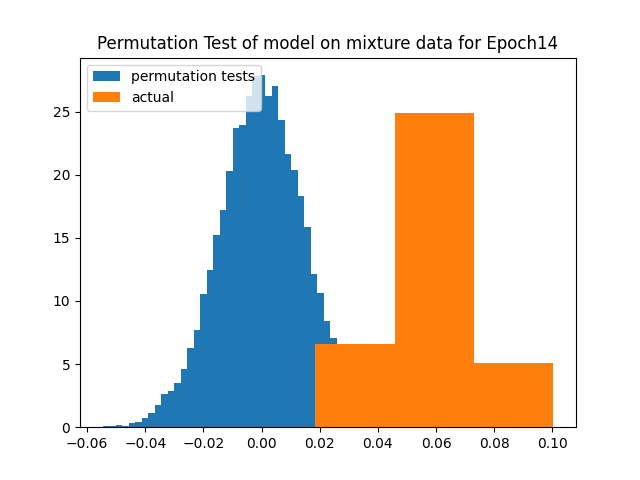 Permutation Test of model on mixture data for Epoch14
permutation tests
actual
25
20
15
10
5
0
−0.06 −0.04 −0.02 0.00 0.02 0.04 0.06 0.08 0.10